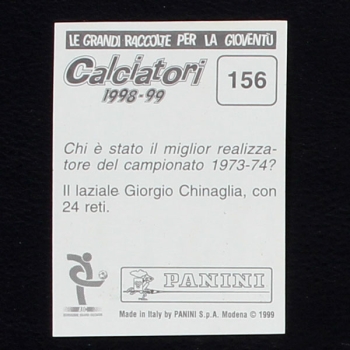 LE GRANDI RACCOLTE PER LA GIOVENTÙ
Calciatori
1998-99
156
Chi è stato il miglior realizza-
tore del campionato 1973-74?
Il laziale Giorgio Chinaglia, con
24 reti.
PANINI
Made in Italy by PANINI S.p.A. Modena © 1999